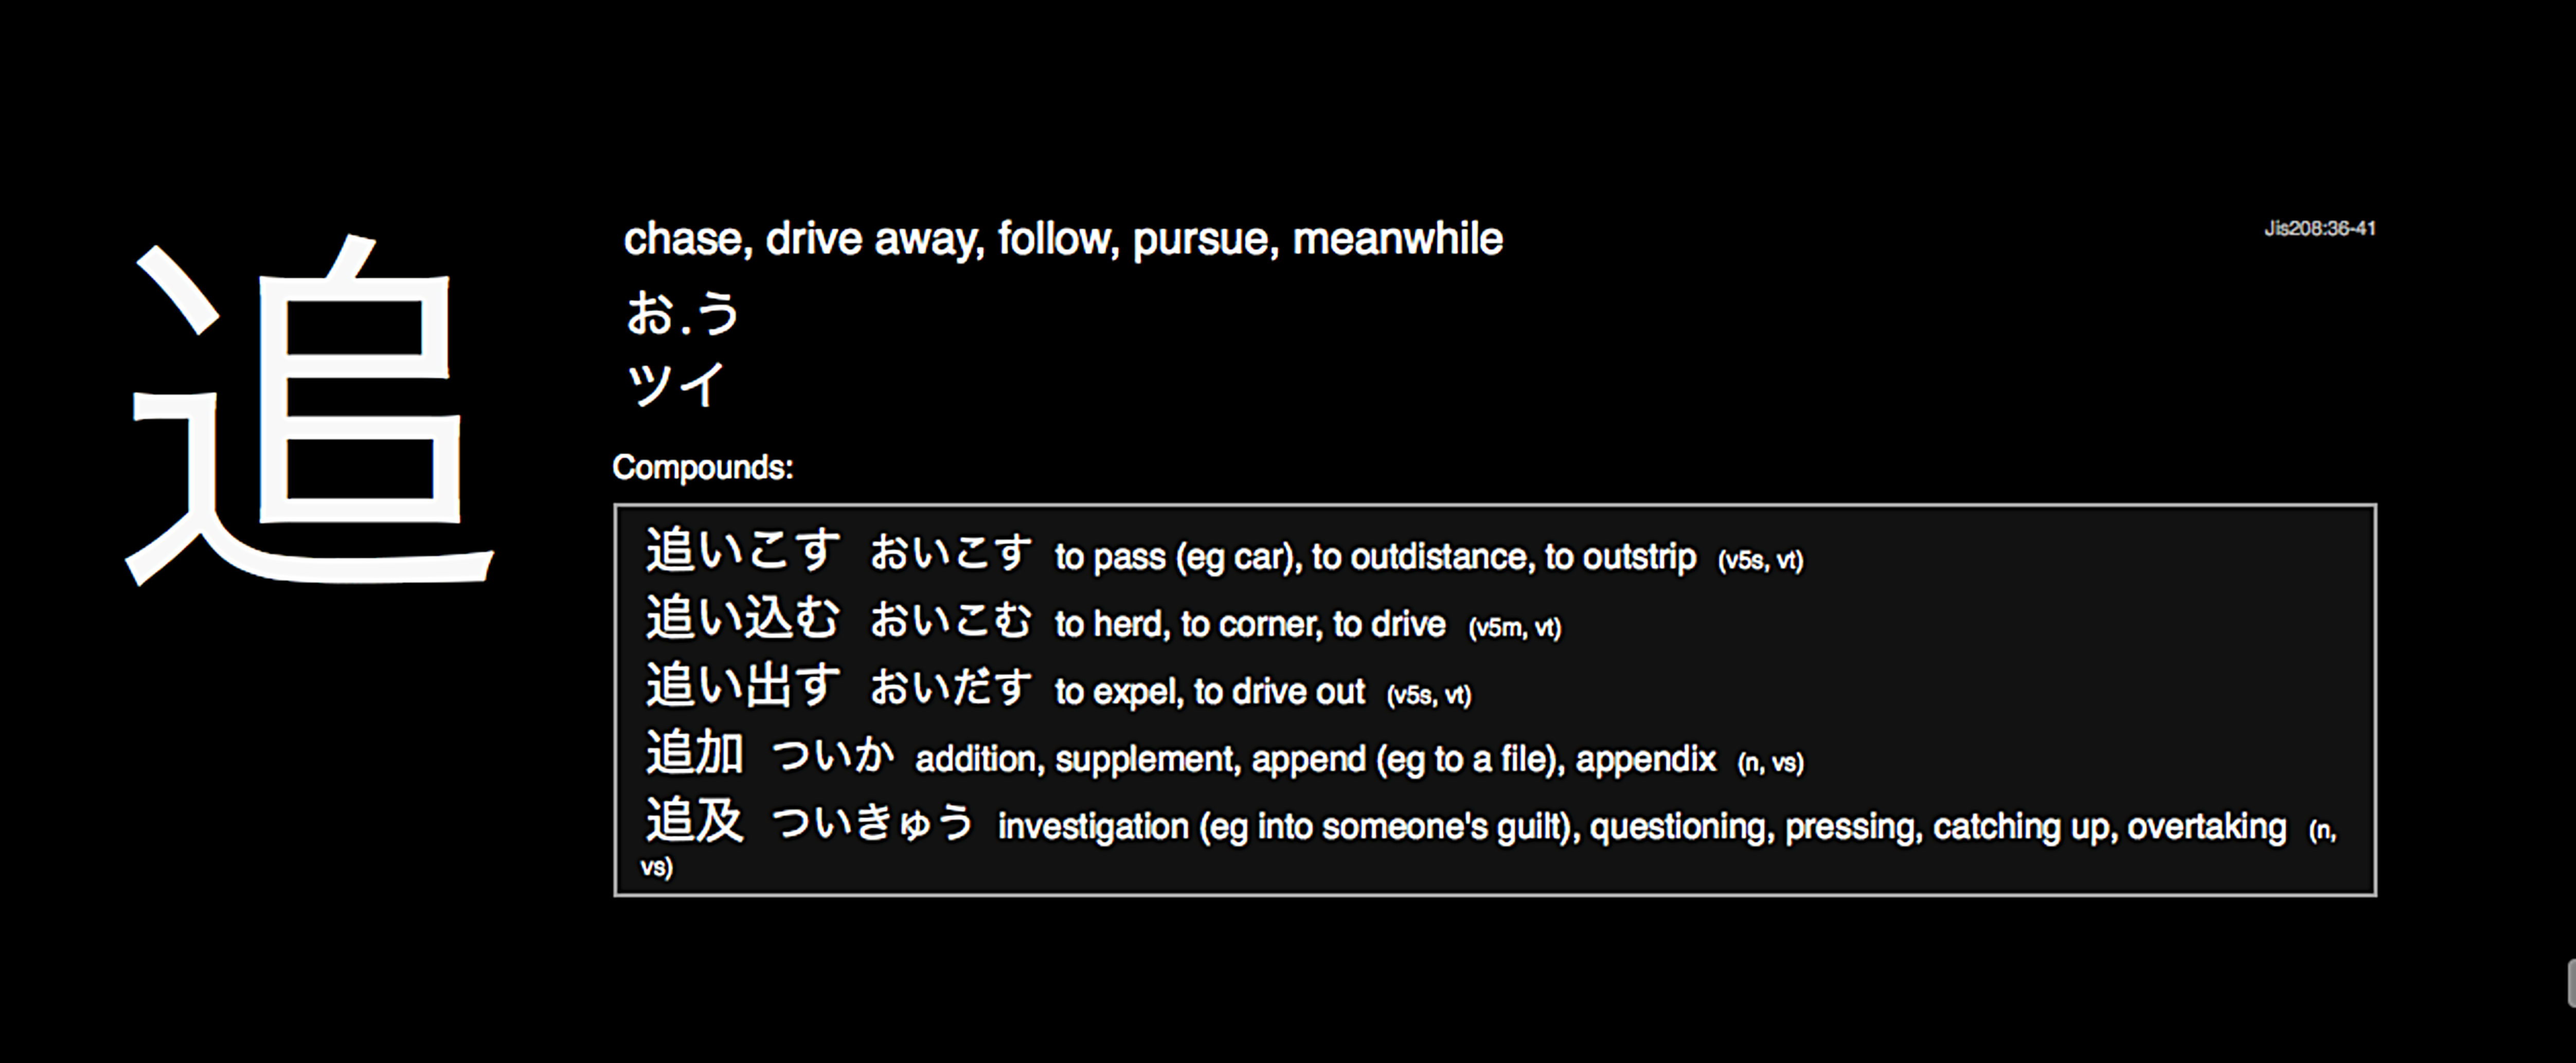 追
chase, drive away, follow, pursue, meanwhile
Jis208:36-41
お.う
ツイ
Compounds:
追いこす おいこす to pass (eg car), to outdistance, to outstrip (v5s, vt)
追い込む おいこむ to herd, to corner, to drive (v5m, vt)
追い出す おいだす to expel, to drive out (v5s, vt)
追加 ついか addition, supplement, append (eg to a file), appendix (n, vs)
追及 ついきゅう investigation (eg into someone's guilt), questioning, pressing, catching up, overtaking (n,
vs)